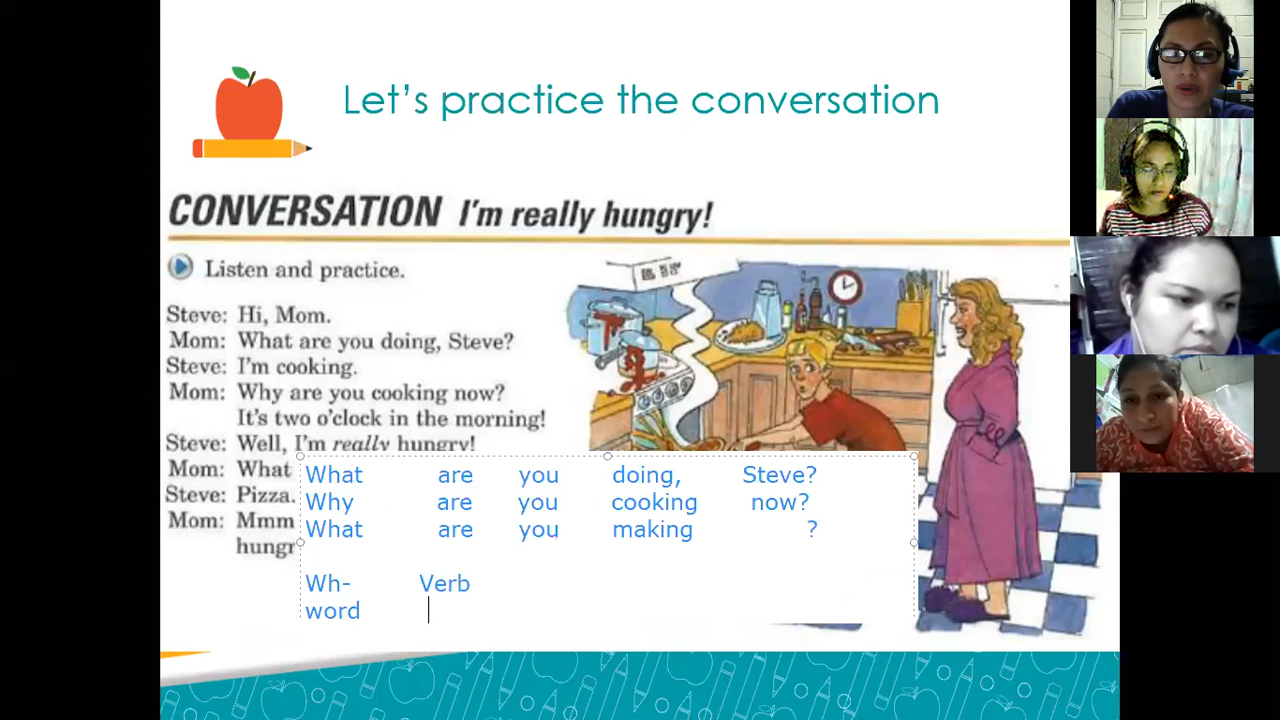 Let's practice the conversation
CONVERSATION I'm really hungry!
Listen and practice.
Steve: Hi, Mom.
Mom: What are you doing, Steve?
Steve: I'm cooking.
Mom: Why are you cooking now?
It's two o'clock in the morning!
Steve: Well, I'm really hungry!
Mom: What
Steve: Pizza.
Mom: Mmm
hungr
What are you doing, Steve?
Why are you cooking now?
What are you making ?
Wh- Verb
word